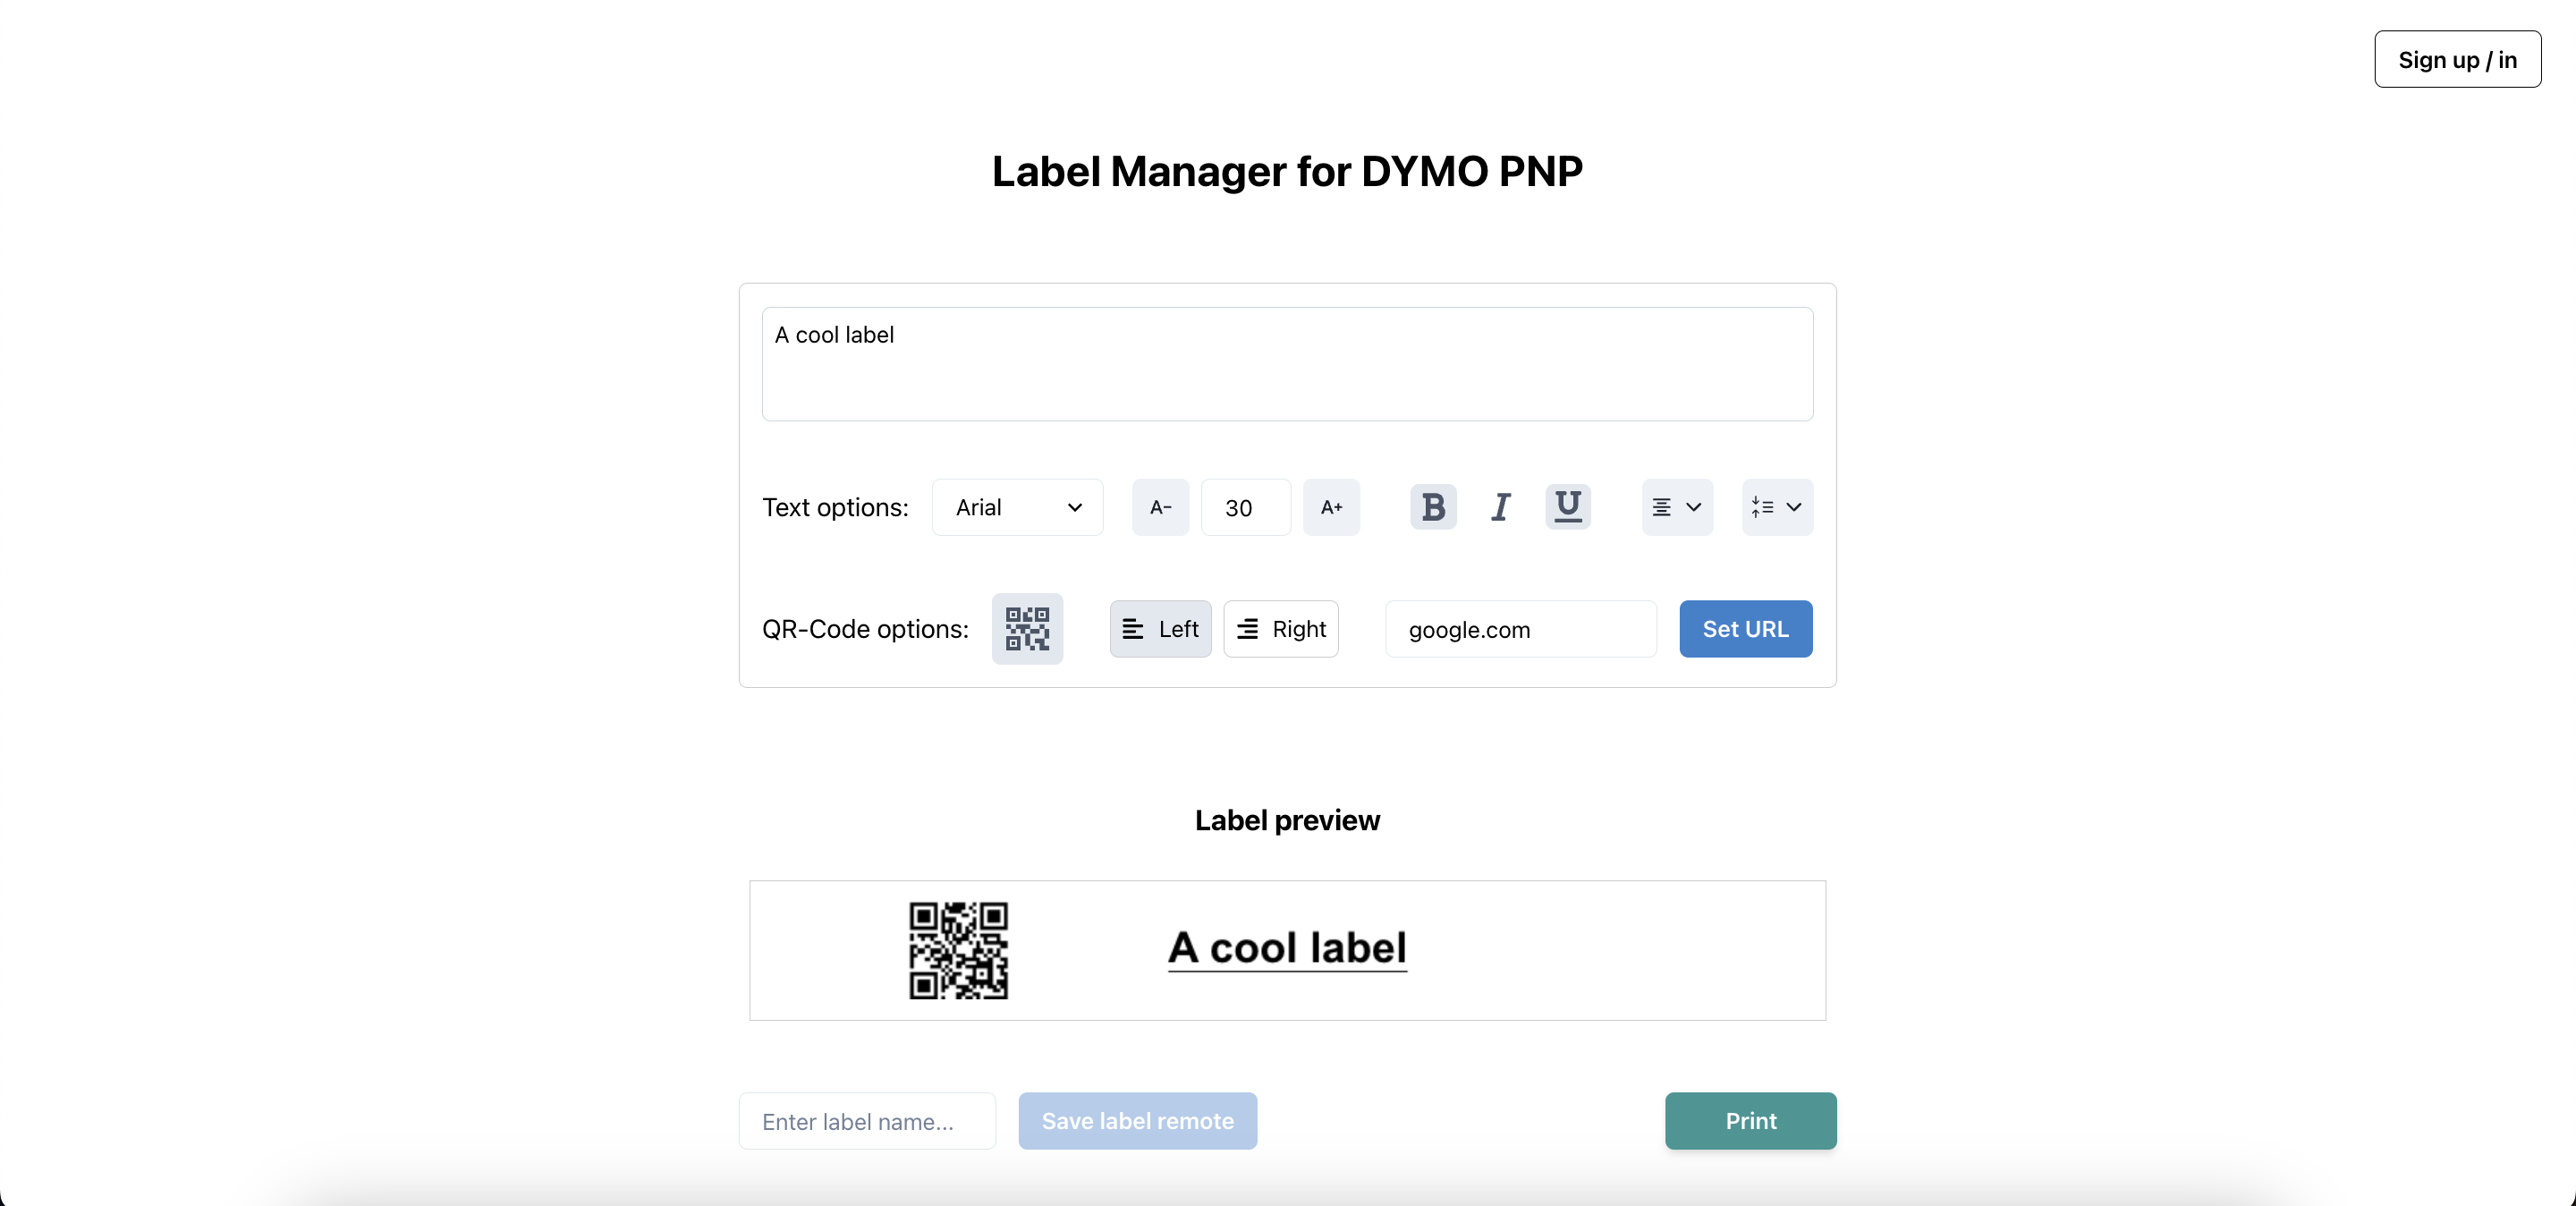 Sign up / in
Label Manager for DYMO PNP
A cool label
Text options: Arial A- 30 A+ B I U
QR-Code options: Left Right google.com Set URL
Label preview
A cool label
Enter label name... Save label remote Print